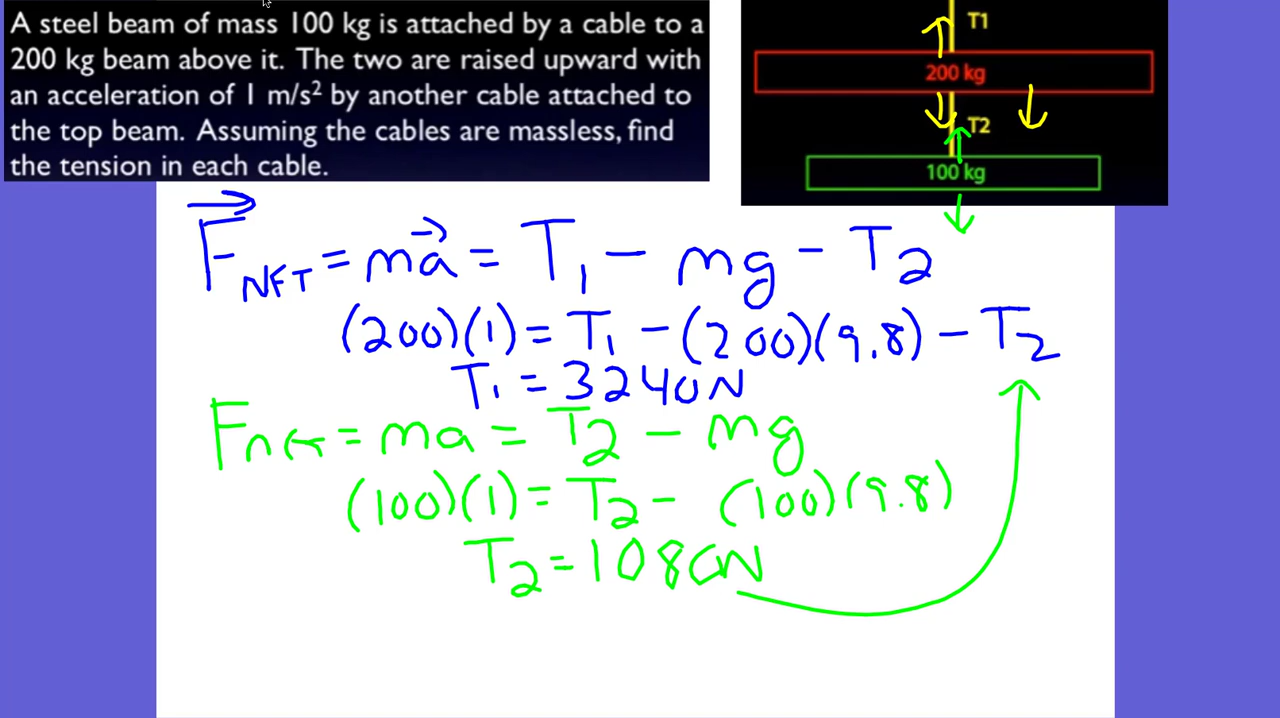 A steel beam of mass 100 kg is attached by a cable to a
200 kg beam above it. The two are raised upward with
an acceleration of 1 m/s² by another cable attached to
the top beam. Assuming the cables are massless, find
the tension in each cable.
T1
200 kg
T2
100 kg
F⃗NET = ma⃗ = T₁ - mg - T₂
(200)(1) = T₁ - (200)(9.8) - T₂
T₁ = 3240N
Fnet = ma = T₂ - mg
(100)(1) = T₂ - (100)(9.8)
T₂ = 1080N